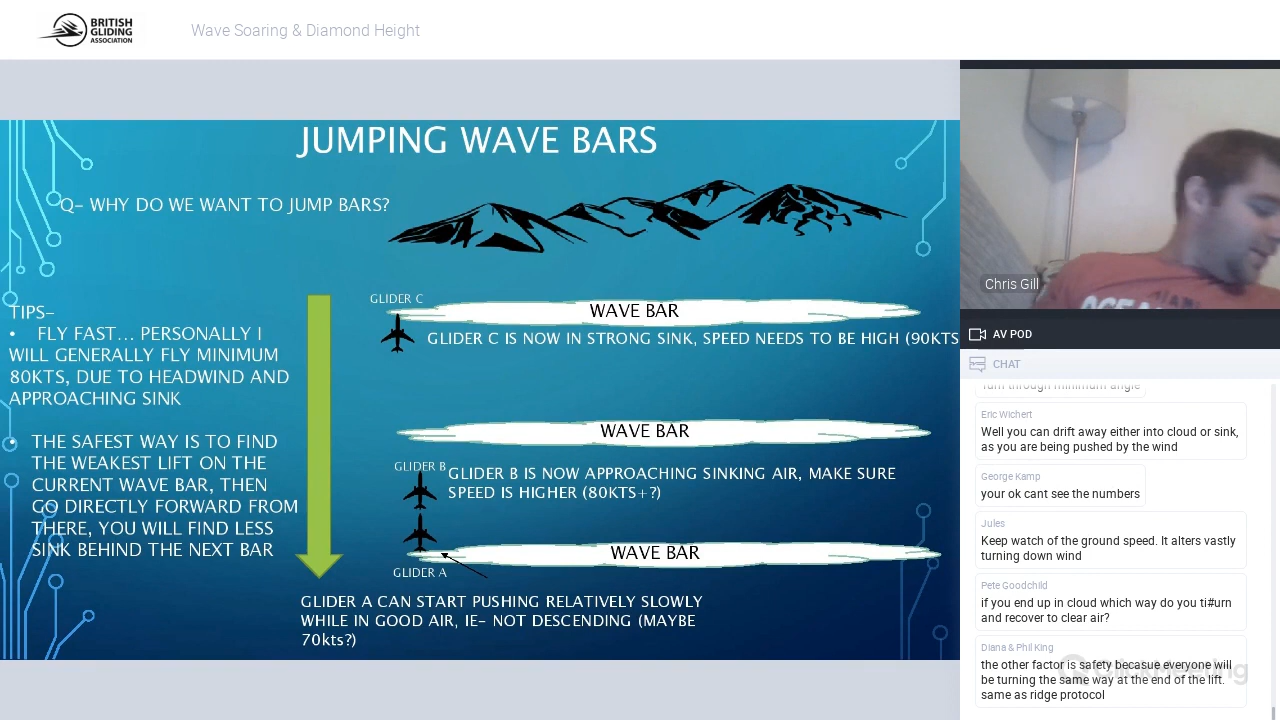 BRITISH
GLIDING
ASSOCIATION
Wave Soaring & Diamond Height
JUMPING WAVE BARS
Q- WHY DO WE WANT TO JUMP BARS?
TIPS-
• FLY FAST... PERSONALLY I
WILL GENERALLY FLY MINIMUM
80KTS, DUE TO HEADWIND AND
APPROACHING SINK
• THE SAFEST WAY IS TO FIND
THE WEAKEST LIFT ON THE
CURRENT WAVE BAR, THEN
GO DIRECTLY FORWARD FROM
THERE, YOU WILL FIND LESS
SINK BEHIND THE NEXT BAR
GLIDER C
WAVE BAR
GLIDER C IS NOW IN STRONG SINK, SPEED NEEDS TO BE HIGH (90KTS
WAVE BAR
GLIDER B
GLIDER B IS NOW APPROACHING SINKING AIR, MAKE SURE
SPEED IS HIGHER (80KTS+?)
WAVE BAR
GLIDER A
GLIDER A CAN START PUSHING RELATIVELY SLOWLY
WHILE IN GOOD AIR, IE- NOT DESCENDING (MAYBE
70kts?)
Chris Gill
AV POD
CHAT
Turn through minimum angle
Eric Wichert
Well you can drift away either into cloud or sink,
as you are being pushed by the wind
George Kamp
your ok cant see the numbers
Jules
Keep watch of the ground speed. It alters vastly
turning down wind
Pete Goodchild
if you end up in cloud which way do you ti#urn
and recover to clear air?
Diana & Phil King
the other factor is safety becasue everyone will
be turning the same way at the end of the lift.
same as ridge protocol
ClickMeeting